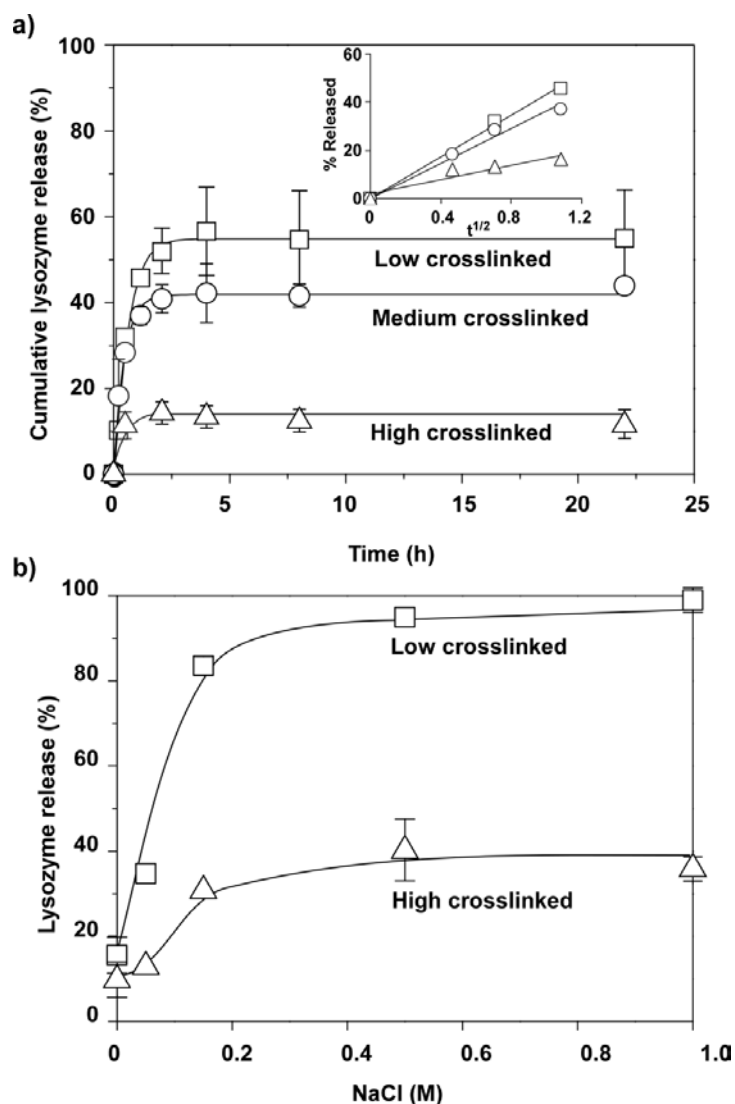 a)
100
80
60
40
20
0
Cumulative lysozyme release (%)
60
40
20
0
% Released
0
0.4
0.8
1.2
t1/2
Low crosslinked
Medium crosslinked
High crosslinked
0
5
10
15
20
25
Time (h)
b)
100
80
60
40
20
0
Lysozyme release (%)
Low crosslinked
High crosslinked
0
0.2
0.4
0.6
0.8
1.0
NaCl (M)